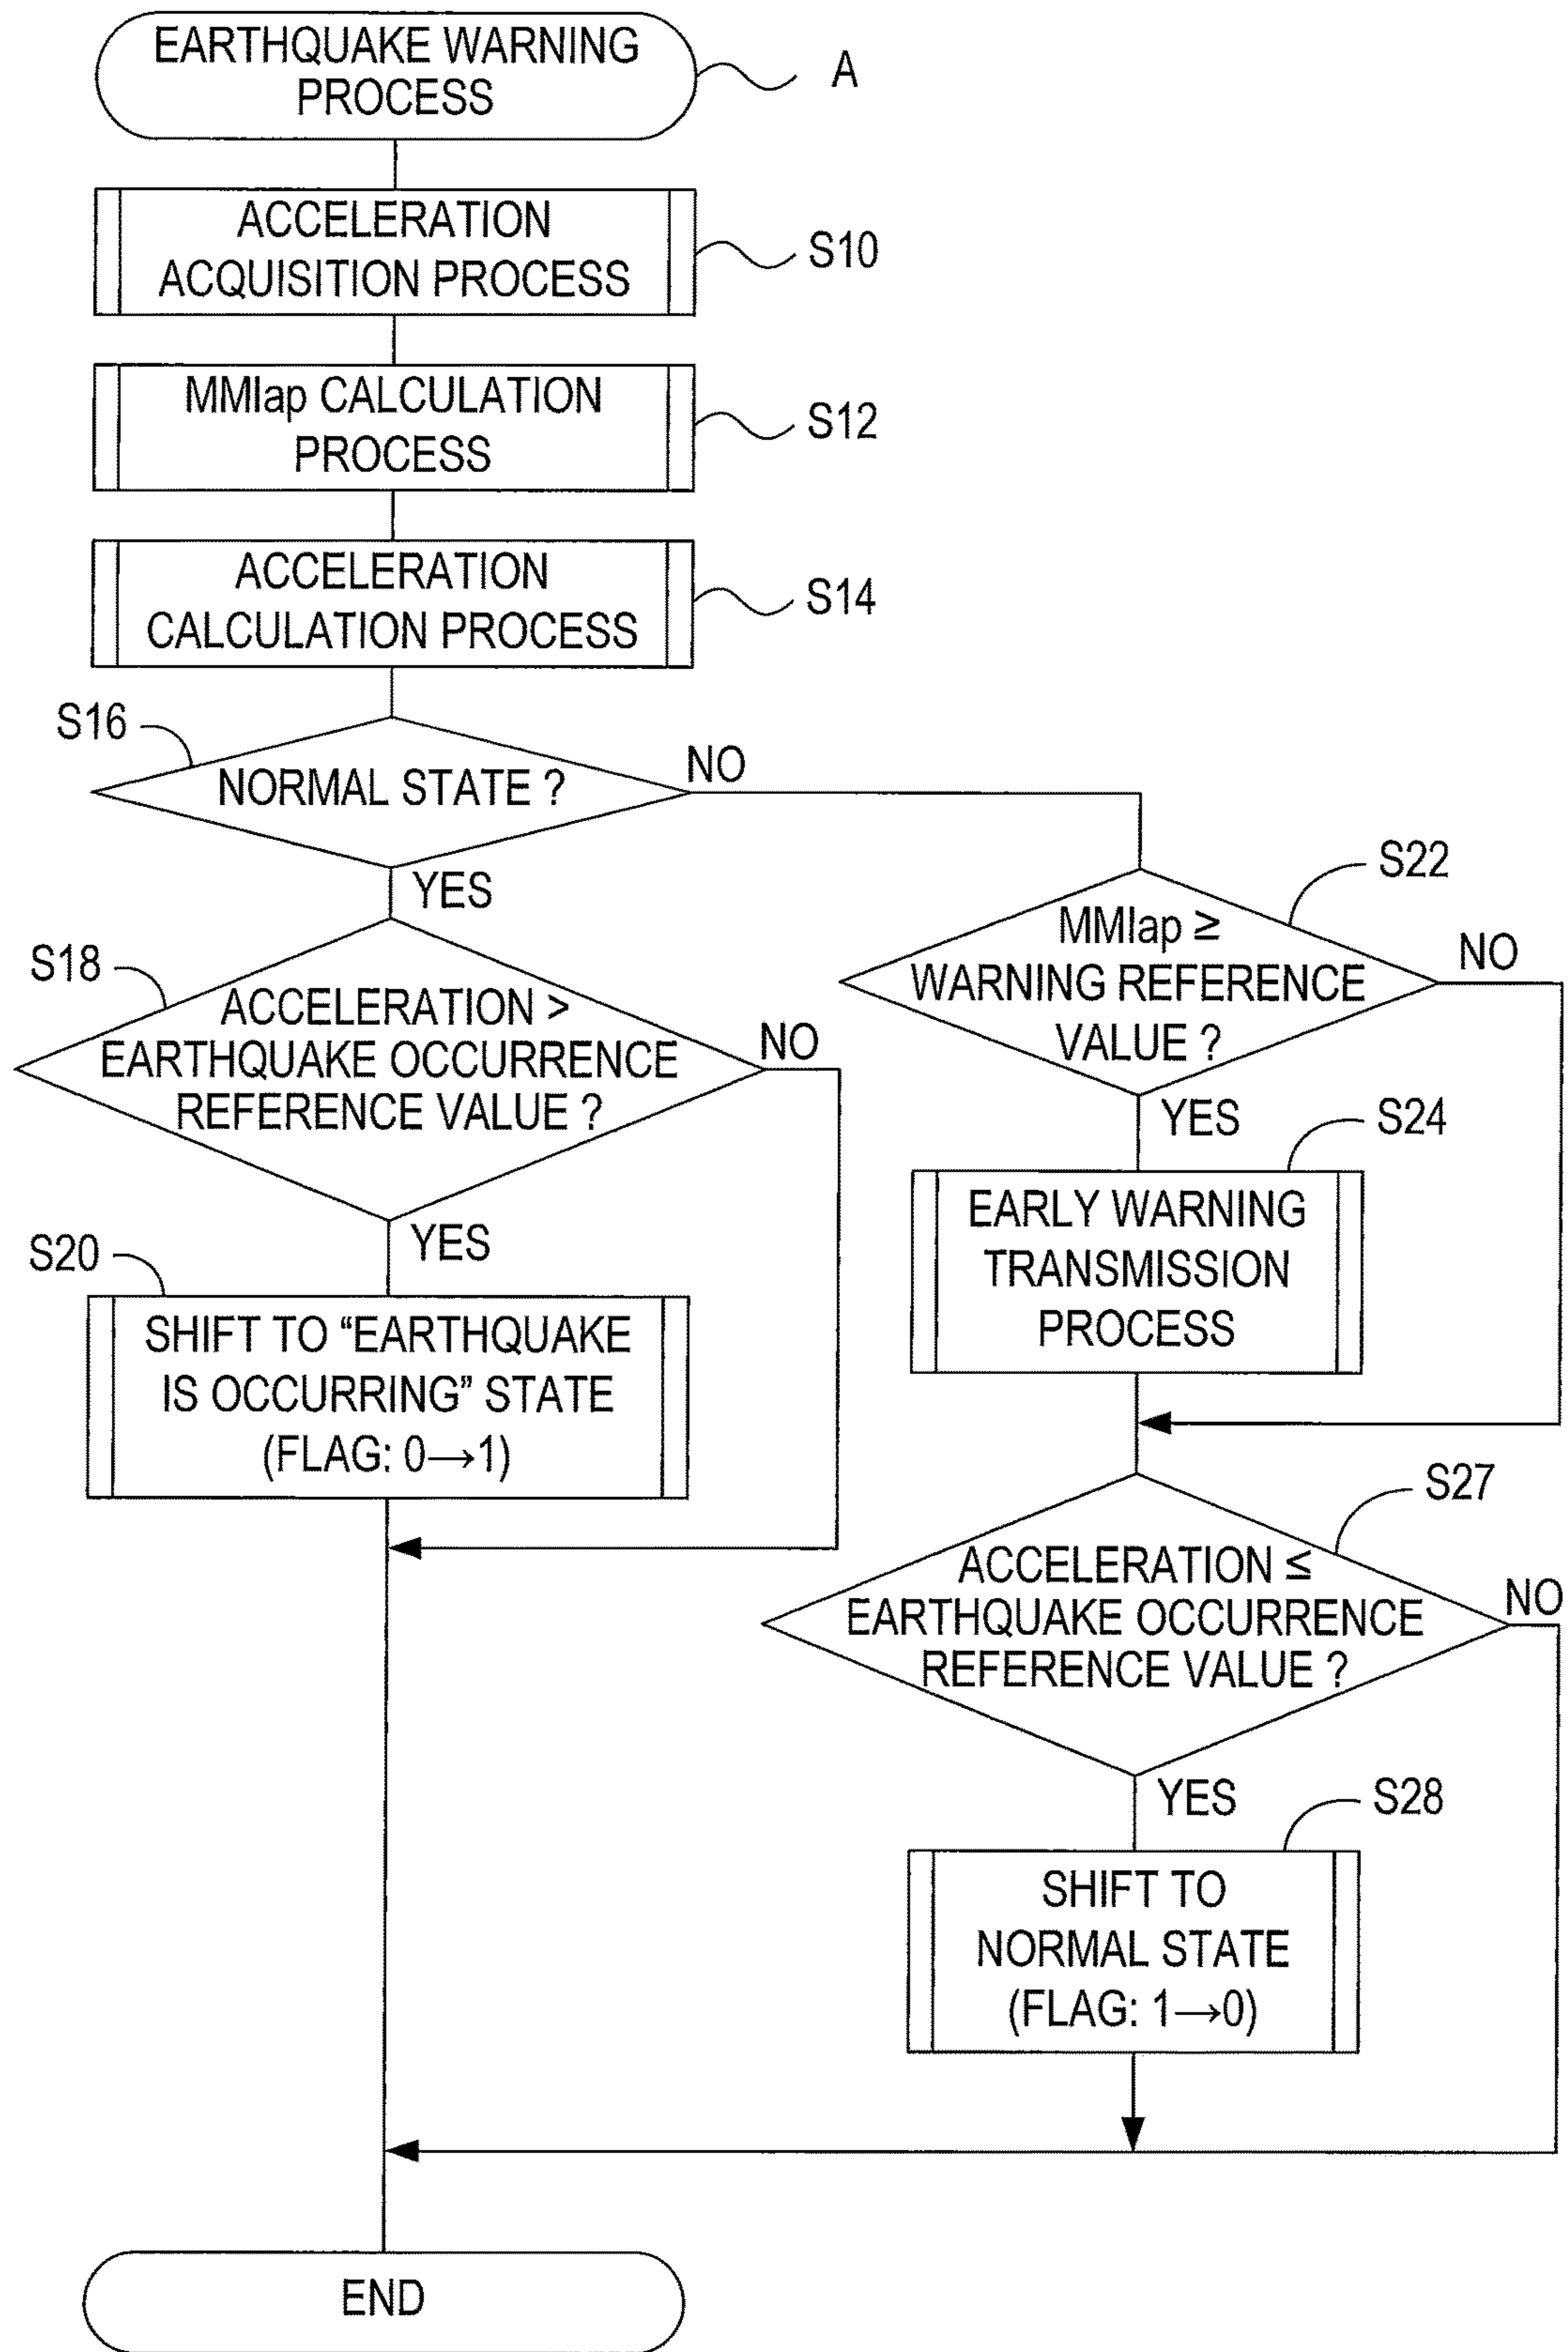 EARTHQUAKE WARNING
PROCESS
A
ACCELERATION
ACQUISITION PROCESS
S10
MMIap CALCULATION
PROCESS
S12
ACCELERATION
CALCULATION PROCESS
S14
S16
NORMAL STATE ?
NO
YES
S18
ACCELERATION >
EARTHQUAKE OCCURRENCE
REFERENCE VALUE ?
NO
YES
S20
SHIFT TO “EARTHQUAKE
IS OCCURRING” STATE
(FLAG: 0→1)
S22
MMIap ≥
WARNING REFERENCE
VALUE ?
NO
YES
S24
EARLY WARNING
TRANSMISSION
PROCESS
S27
ACCELERATION ≤
EARTHQUAKE OCCURRENCE
REFERENCE VALUE ?
NO
YES
S28
SHIFT TO
NORMAL STATE
(FLAG: 1→0)
END